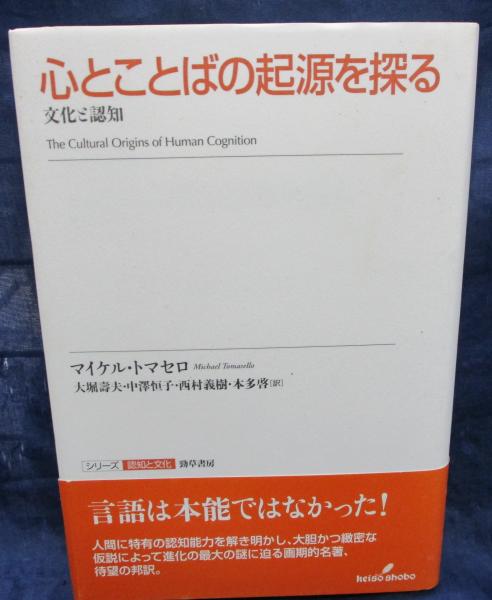 心とことばの起源を探る
文化と認知
The Cultural Origins of Human Cognition
マイケル・トマセロ Michael Tomasello
大堀壽夫・中澤恒子・西村義樹・本多啓[訳]
シリーズ 認知と文化 勁草書房
言語は本能ではなかった!
人間に特有の認知能力を解き明かし、大胆かつ緻密な
仮説によって進化の最大の謎に迫る画期的名著、
待望の邦訳。
keiso shobo